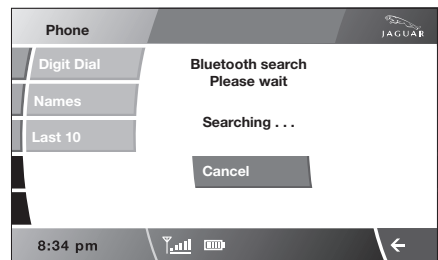 Phone
JAGUAR
Digit Dial
Names
Last 10
Bluetooth search
Please wait
Searching . . .
Cancel
8:34 pm